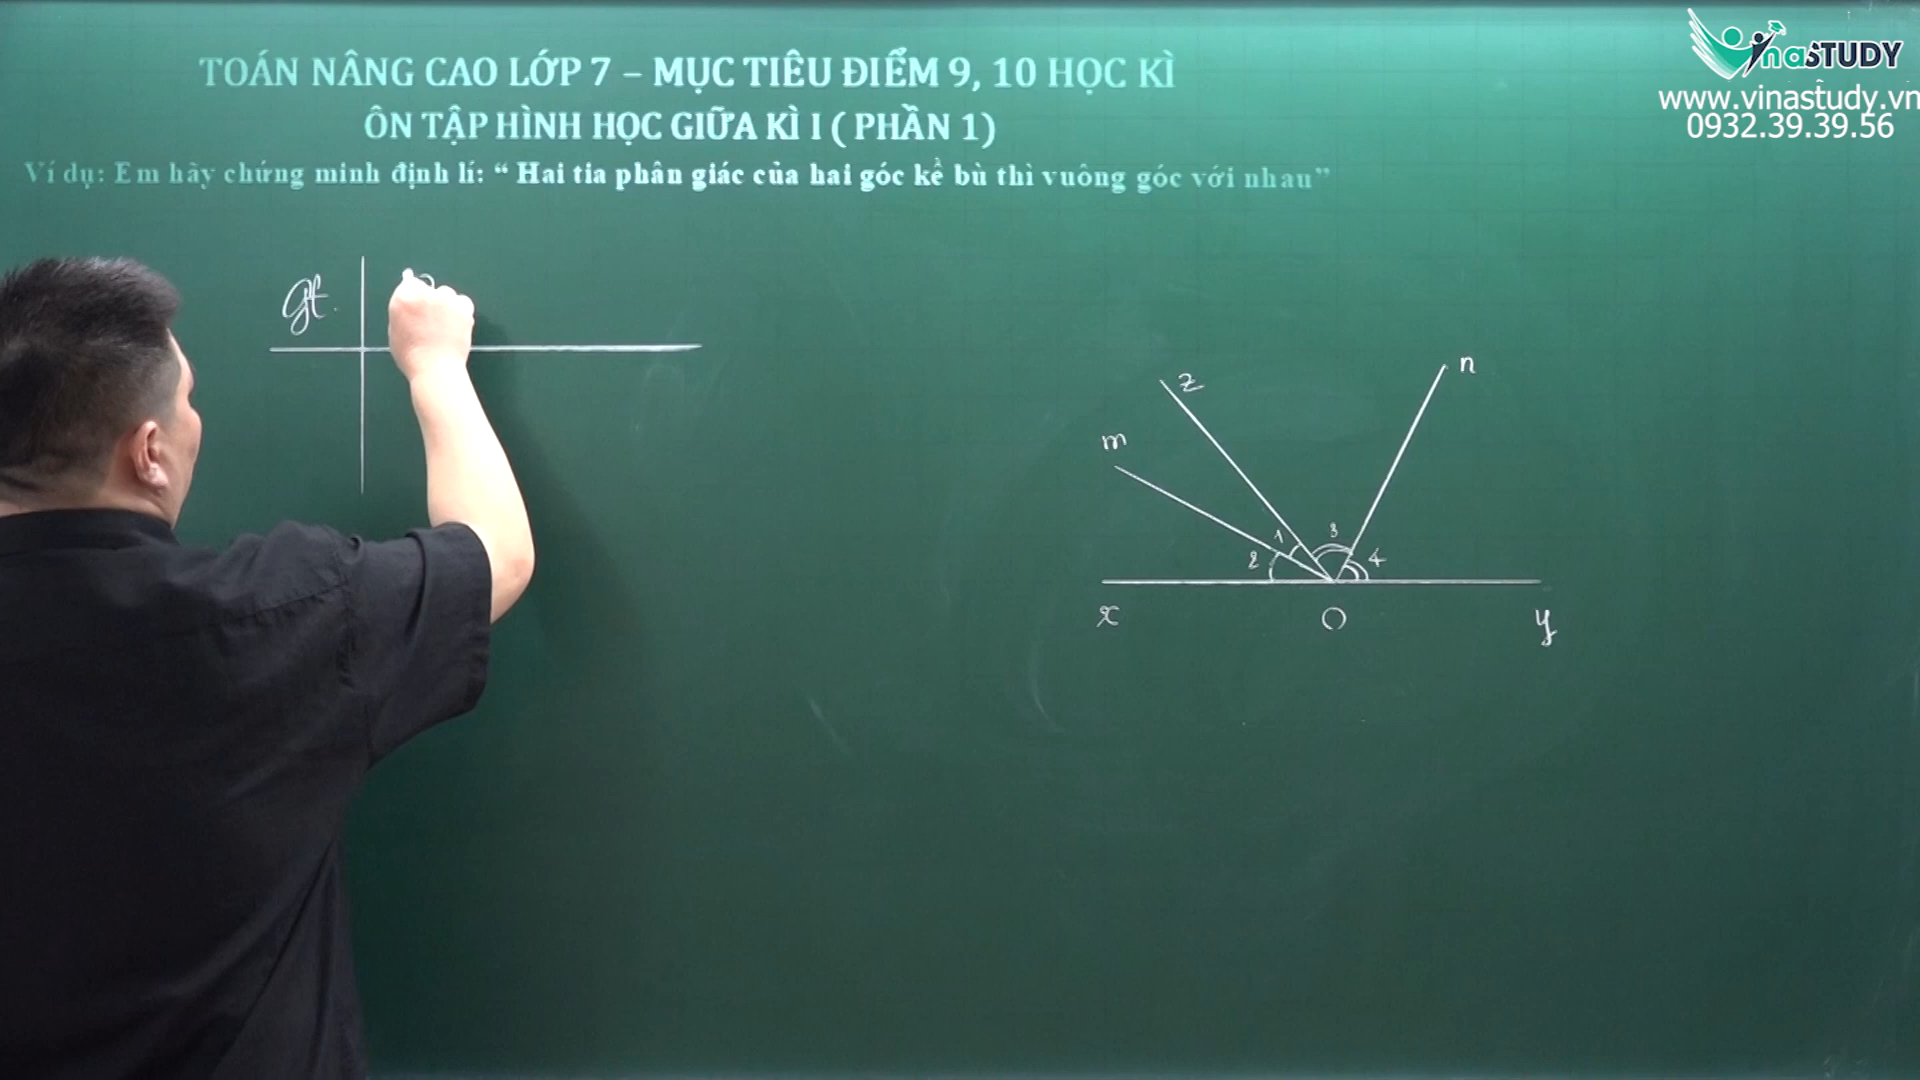 VinaSTUDY
www.vinastudy.vn
0932.39.39.56
TOÁN NÂNG CAO LỚP 7 – MỤC TIÊU ĐIỂM 9, 10 HỌC KÌ
ÔN TẬP HÌNH HỌC GIỮA KÌ I ( PHẦN 1)
Ví dụ: Em hãy chứng minh định lí: “ Hai tia phân giác của hai góc kề bù thì vuông góc với nhau”
gt
n
z
m
3
1
4
2
x
O
y